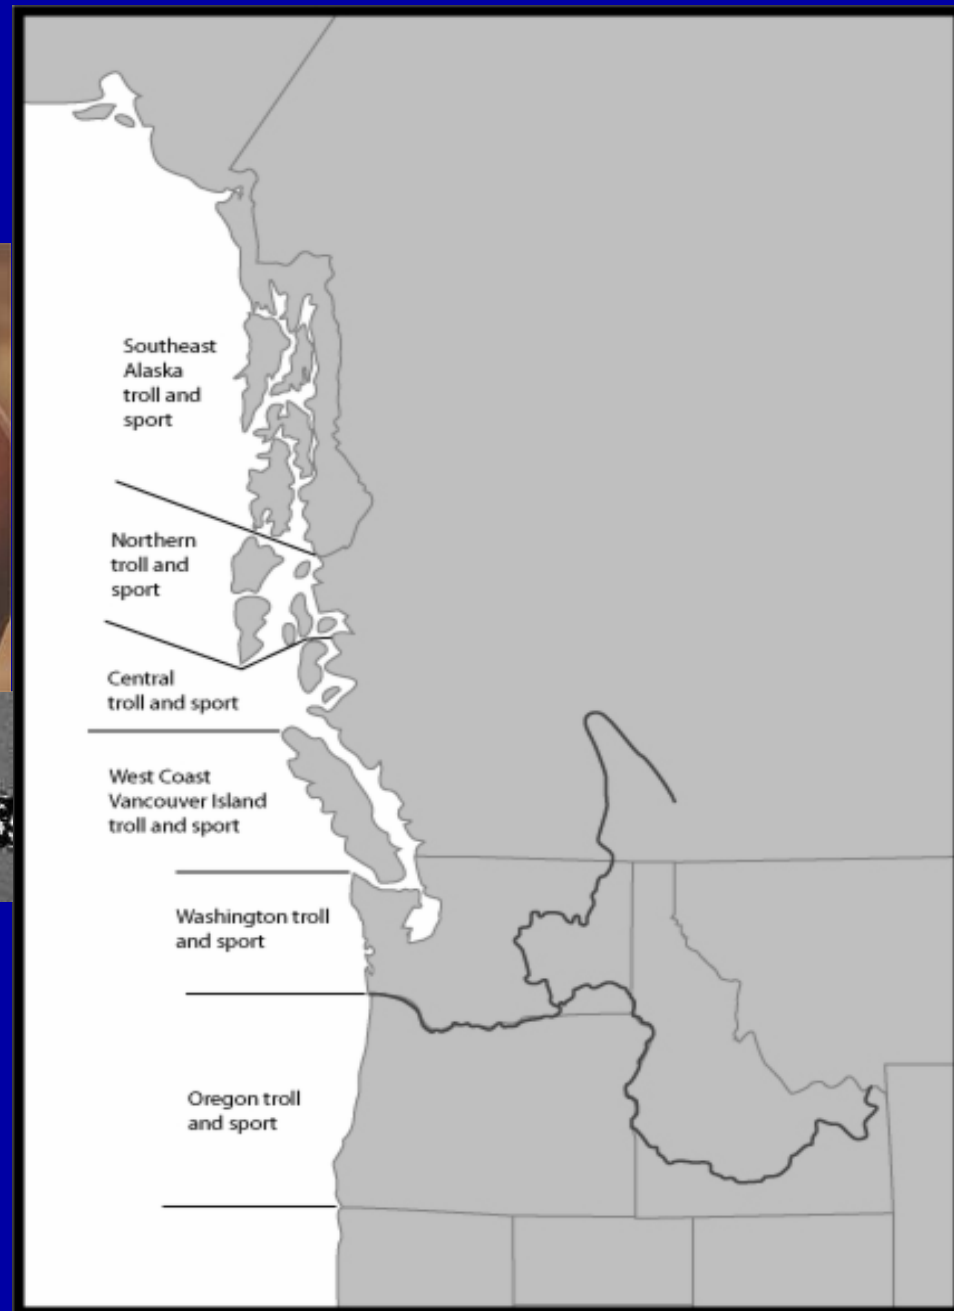 Southeast
Alaska
troll and
sport
Northern
troll and
sport
Central
troll and sport
West Coast
Vancouver Island
troll and sport
Washington troll
and sport
Oregon troll
and sport